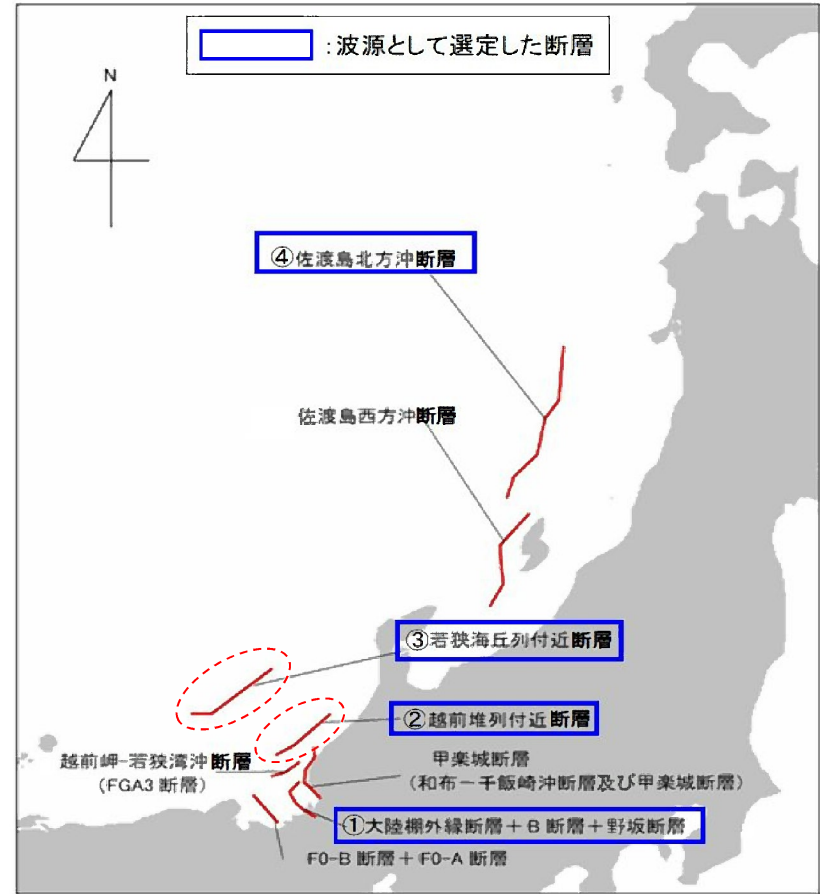 ：波源として選定した断層
N
④佐渡島北方沖断層
佐渡島西方沖断層
③若狭海丘列付近断層
②越前堆列付近断層
越前岬-若狭湾沖断層
（FGA3 断層）
甲楽城断層
（和布－干飯崎沖断層及び甲楽城断層）
①大陸棚外縁断層＋B 断層＋野坂断層
FO-B 断層＋FO-A 断層